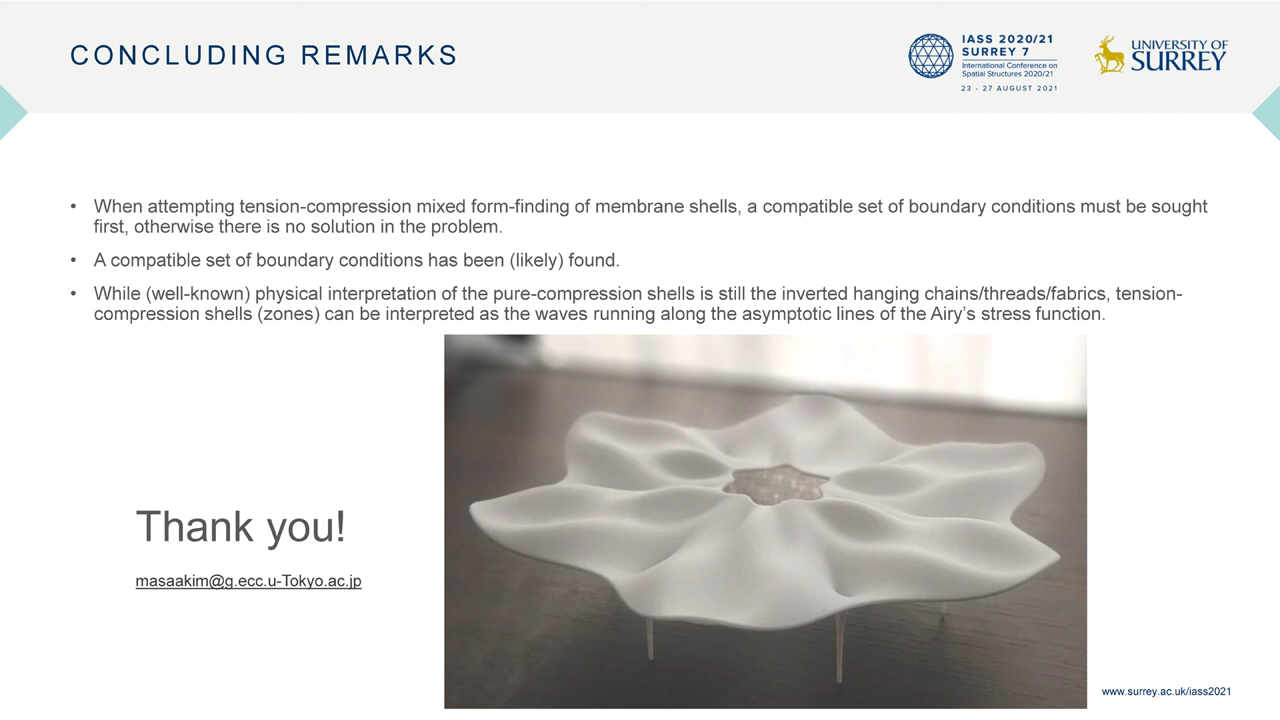 CONCLUDING REMARKS
IASS 2020/21
SURREY 7
International Conference on
Spatial Structures 2020/21
23 - 27 AUGUST 2021
UNIVERSITY OF
SURREY
• When attempting tension-compression mixed form-finding of membrane shells, a compatible set of boundary conditions must be sought
first, otherwise there is no solution in the problem.
• A compatible set of boundary conditions has been (likely) found.
• While (well-known) physical interpretation of the pure-compression shells is still the inverted hanging chains/threads/fabrics, tension-
compression shells (zones) can be interpreted as the waves running along the asymptotic lines of the Airy’s stress function.
Thank you!
masaakim@g.ecc.u-Tokyo.ac.jp
www.surrey.ac.uk/iass2021